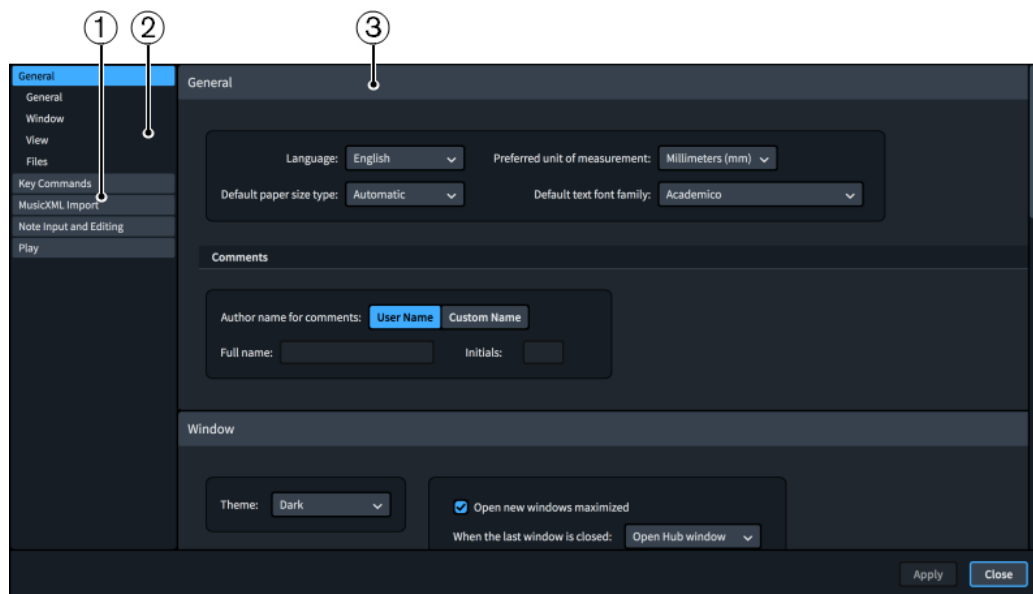 1 2 3
General
General
Window
View
Files
Key Commands
MusicXML Import
Note Input and Editing
Play
General
Language: English Preferred unit of measurement: Millimeters (mm)
Default paper size type: Automatic Default text font family: Academico
Comments
Author name for comments: User Name Custom Name
Full name: Initials:
Window
Theme: Dark
Open new windows maximized
When the last window is closed: Open Hub window
Apply Close